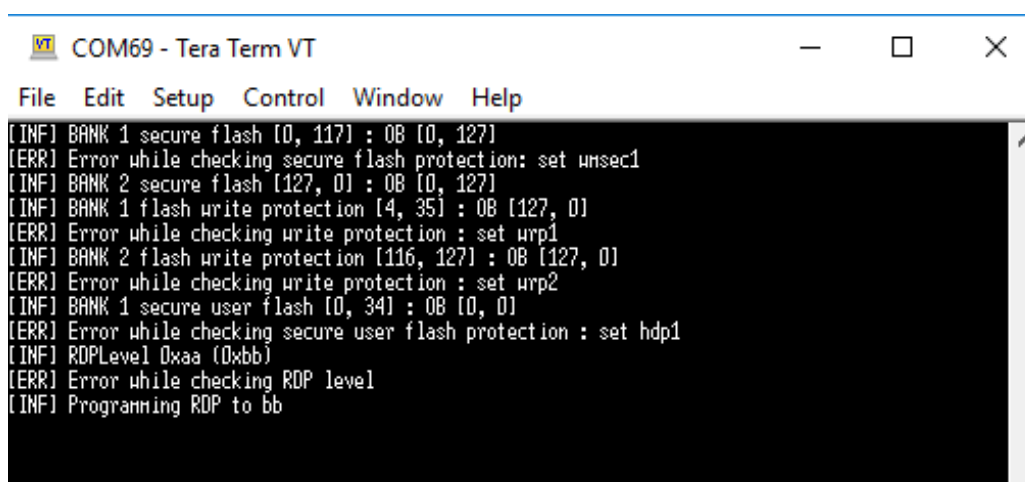 COM69 - Tera Term VT
File Edit Setup Control Window Help
[INF] BANK 1 secure flash [0, 117] : OB [0, 127]
[ERR] Error while checking secure flash protection: set wmsec1
[INF] BANK 2 secure flash [127, 0] : OB [0, 127]
[INF] BANK 1 flash write protection [4, 35] : OB [127, 0]
[ERR] Error while checking write protection : set wrp1
[INF] BANK 2 flash write protection [116, 127] : OB [127, 0]
[ERR] Error while checking write protection : set wrp2
[INF] BANK 1 secure user flash [0, 34] : OB [0, 0]
[ERR] Error while checking secure user flash protection : set hdp1
[INF] RDPLevel 0xaa (0xbb)
[ERR] Error while checking RDP level
[INF] Programming RDP to bb